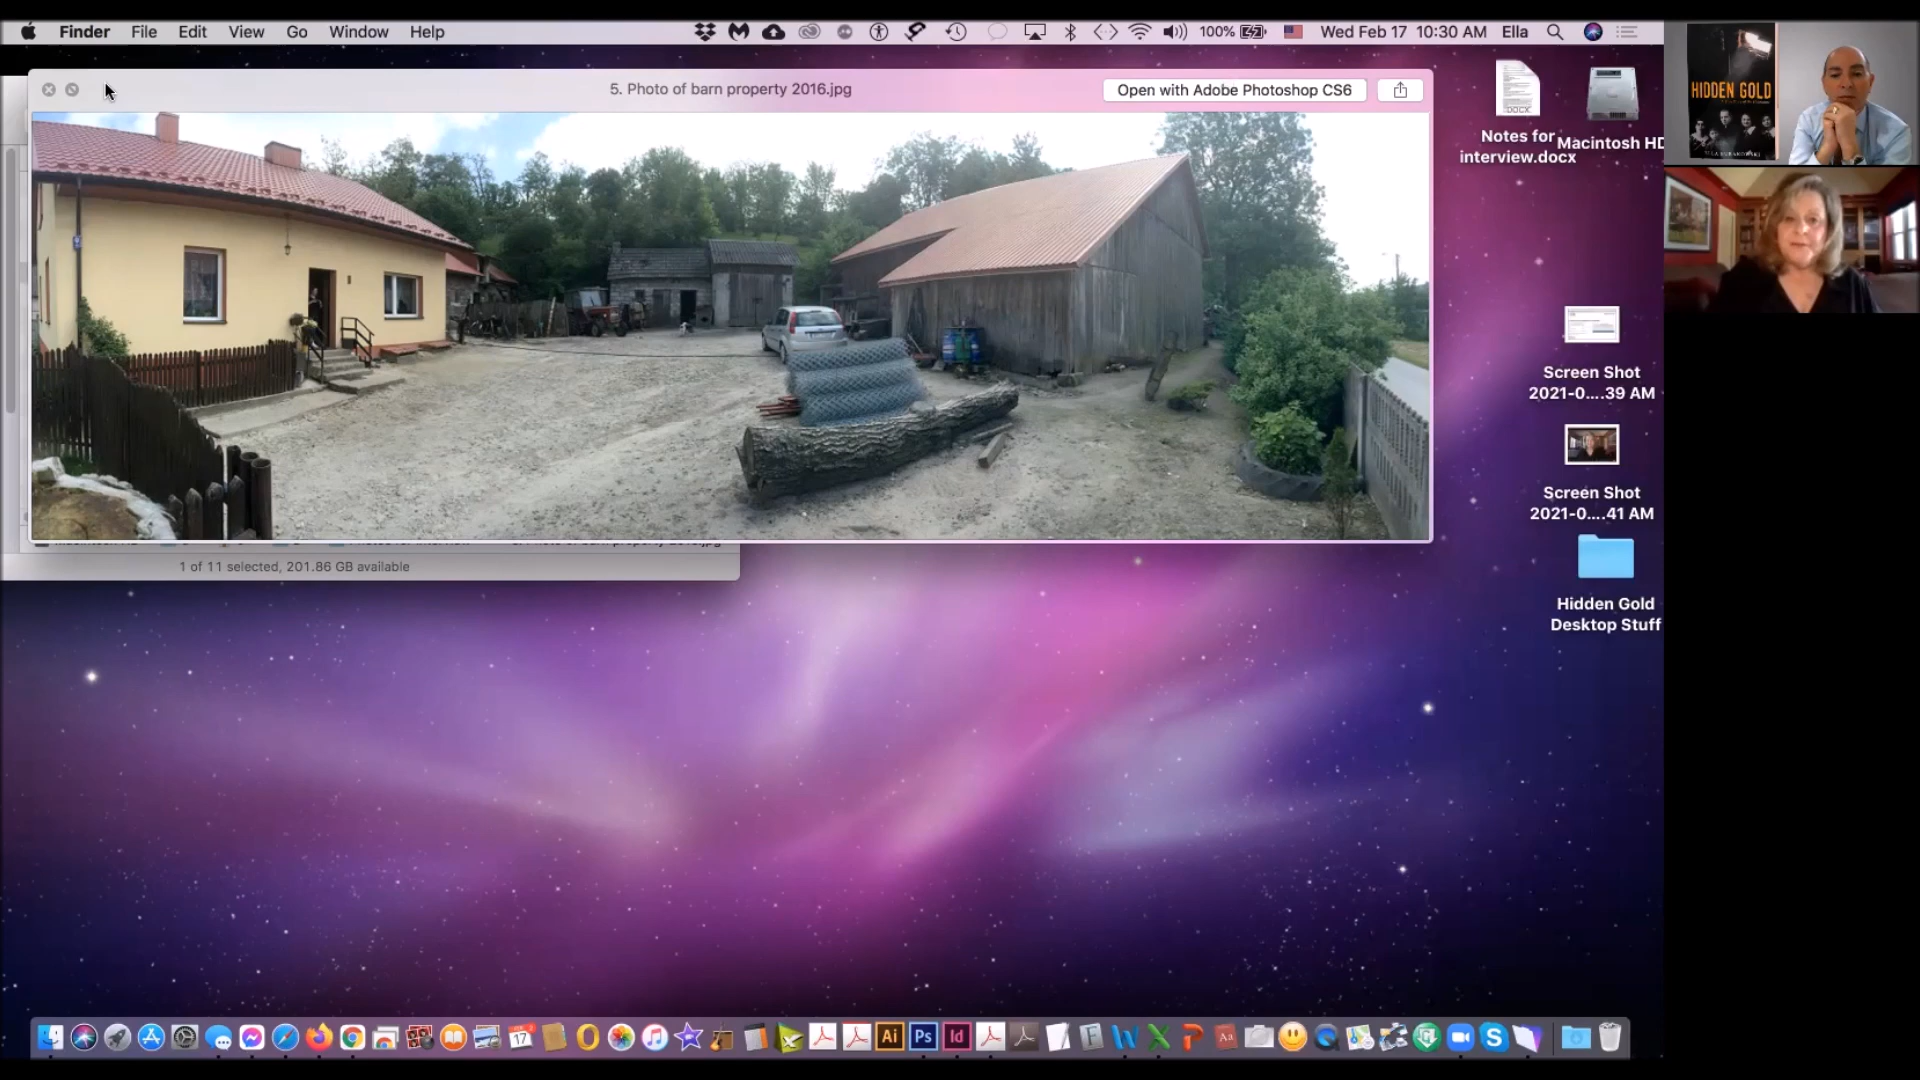 Finder File Edit View Go Window Help 100% Wed Feb 17 10:30 AM Ella
5. Photo of barn property 2016.jpg
Open with Adobe Photoshop CS6
1 of 11 selected, 201.86 GB available
DOCX
Notes for
interview.docx
Macintosh HD
Screen Shot
2021-0....39 AM
Screen Shot
2021-0....41 AM
Hidden Gold
Desktop Stuff
HIDDEN GOLD
17
Ai
Ps
Id
Aa